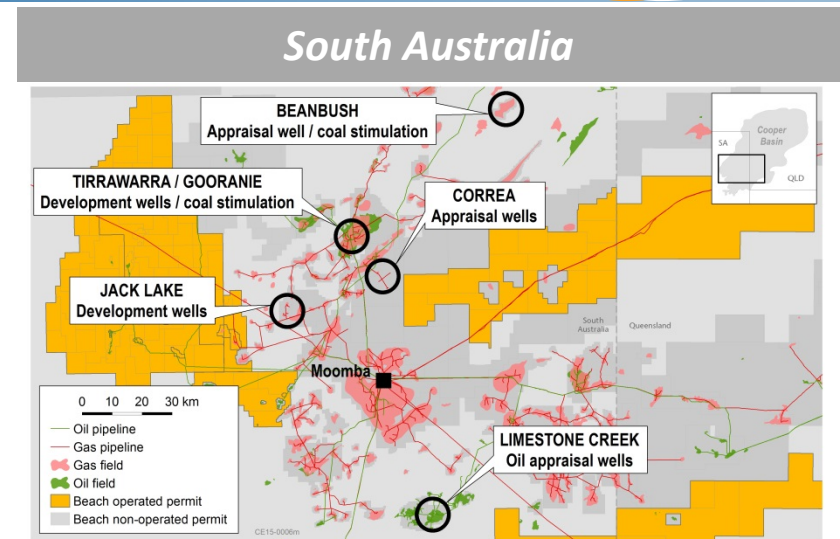 South Australia
BEANBUSH
Appraisal well / coal stimulation
Cooper
Basin
SA
QLD
TIRRAWARRA / GOORANIE
Development wells / coal stimulation
CORREA
Appraisal wells
JACK LAKE
Development wells
South
Australia
Queensland
Moomba
0 10 20 30 km
Oil pipeline
Gas pipeline
Gas field
Oil field
Beach operated permit
Beach non-operated permit
LIMESTONE CREEK
Oil appraisal wells
CE15-0006m